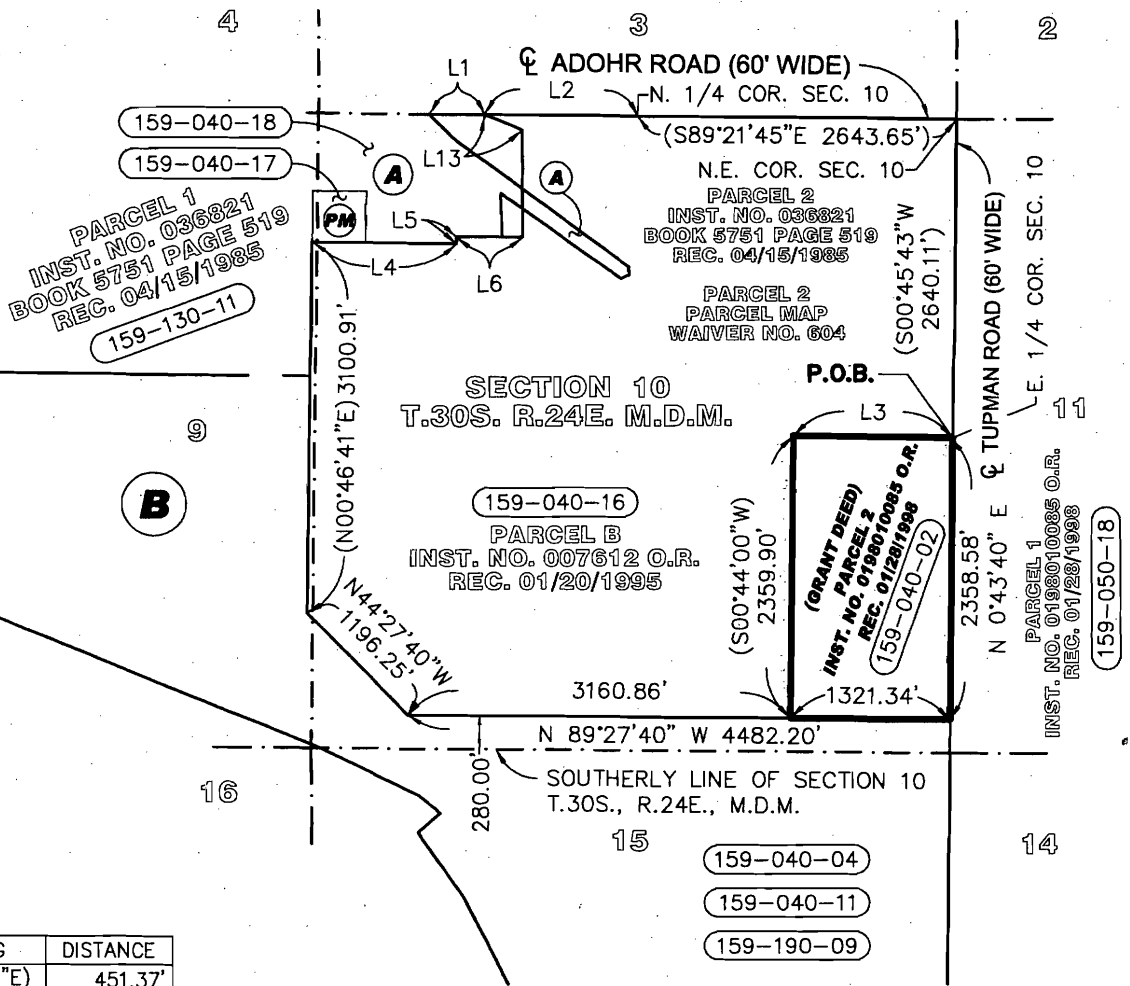 4
3
2
℄ ADOHR ROAD (60' WIDE)
L1
L2
N. 1/4 COR. SEC. 10
(S89°21'45"E 2643.65')
N.E. COR. SEC. 10
159-040-18
159-040-17
A
L13
A
PM
L5
L4
L6
PARCEL 1
INST. NO. 036821
BOOK 5751 PAGE 519
REC. 04/15/1985
159-130-11
PARCEL 2
INST. NO. 036821
BOOK 5751 PAGE 519
REC. 04/15/1985
PARCEL 2
PARCEL MAP
WAIVER NO. 604
(S00°45'43"W
2640.11')
℄ TUPMAN ROAD (60' WIDE)
E. 1/4 COR. SEC. 10
P.O.B.
L3
11
(N00°46'41"E) 3100.91'
SECTION 10
T.30S. R.24E. M.D.M.
9
B
159-040-16
PARCEL B
INST. NO. 007612 O.R.
REC. 01/20/1995
(S00°44'00"W)
2359.90'
(GRANT DEED)
PARCEL 2
INST. NO. 0198010085 O.R.
REC. 01/28/1998
159-040-02
2358.58'
N 0°43'40" E
PARCEL 1
INST. NO. 0198010085 O.R.
REC. 01/28/1998
159-050-18
N44°27'40"W
1196.25'
3160.86'
1321.34'
N 89°27'40" W 4482.20'
280.00'
SOUTHERLY LINE OF SECTION 10
T.30S., R.24E., M.D.M.
16
15
14
159-040-04
159-040-11
159-190-09
G DISTANCE
"E) 451.37'